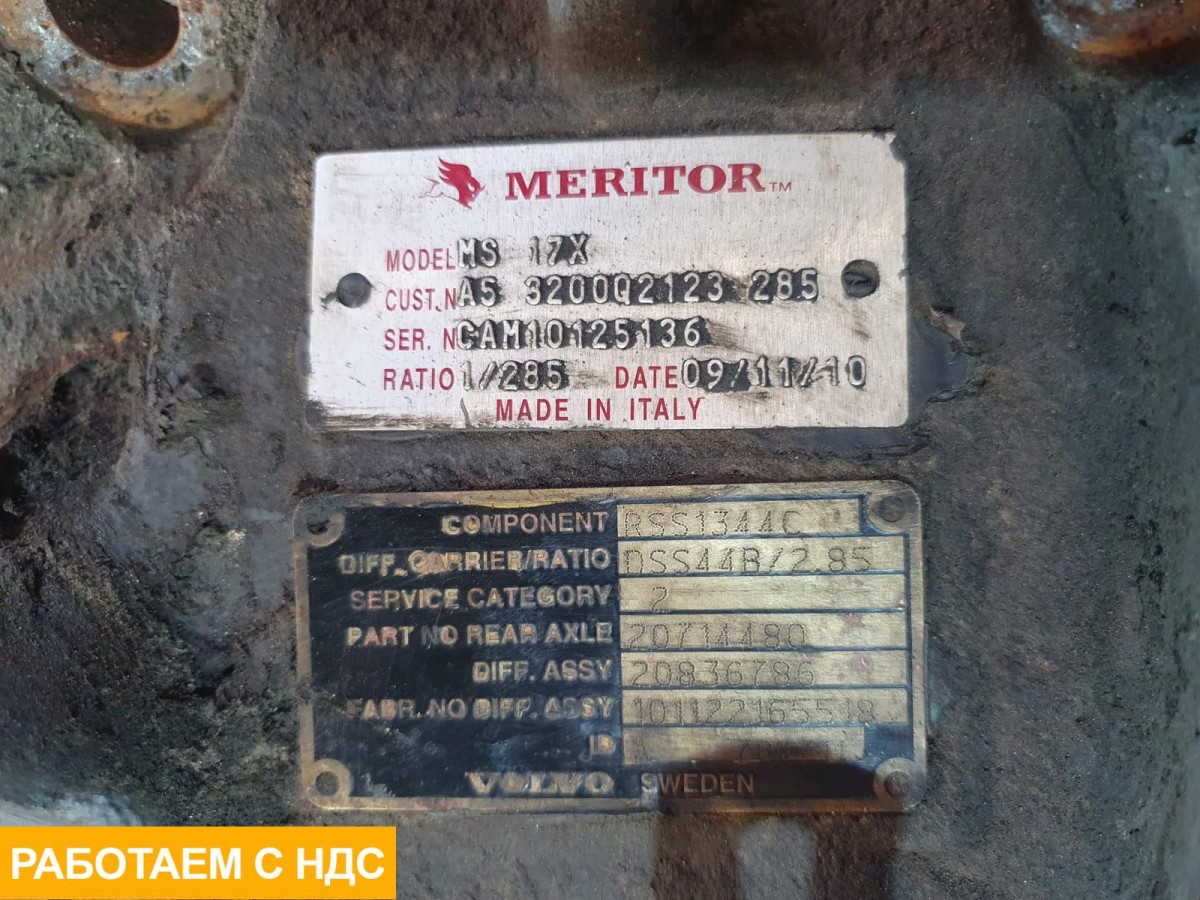 MERITOR™
MODEL MS 17X
CUST.N A5 3200Q2123 285
SER. N CAM10125136
RATIO 1/285 DATE 09/11/10
MADE IN ITALY
COMPONENT RSS1344C
DIFF. CARRIER/RATIO DSS44B/2.85
SERVICE CATEGORY 2
PART NO REAR AXLE 20714480
DIFF. ASSY 20836786
FABR. NO DIFF. ASSY
ID
VOLVO SWEDEN
РАБОТАЕМ С НДС